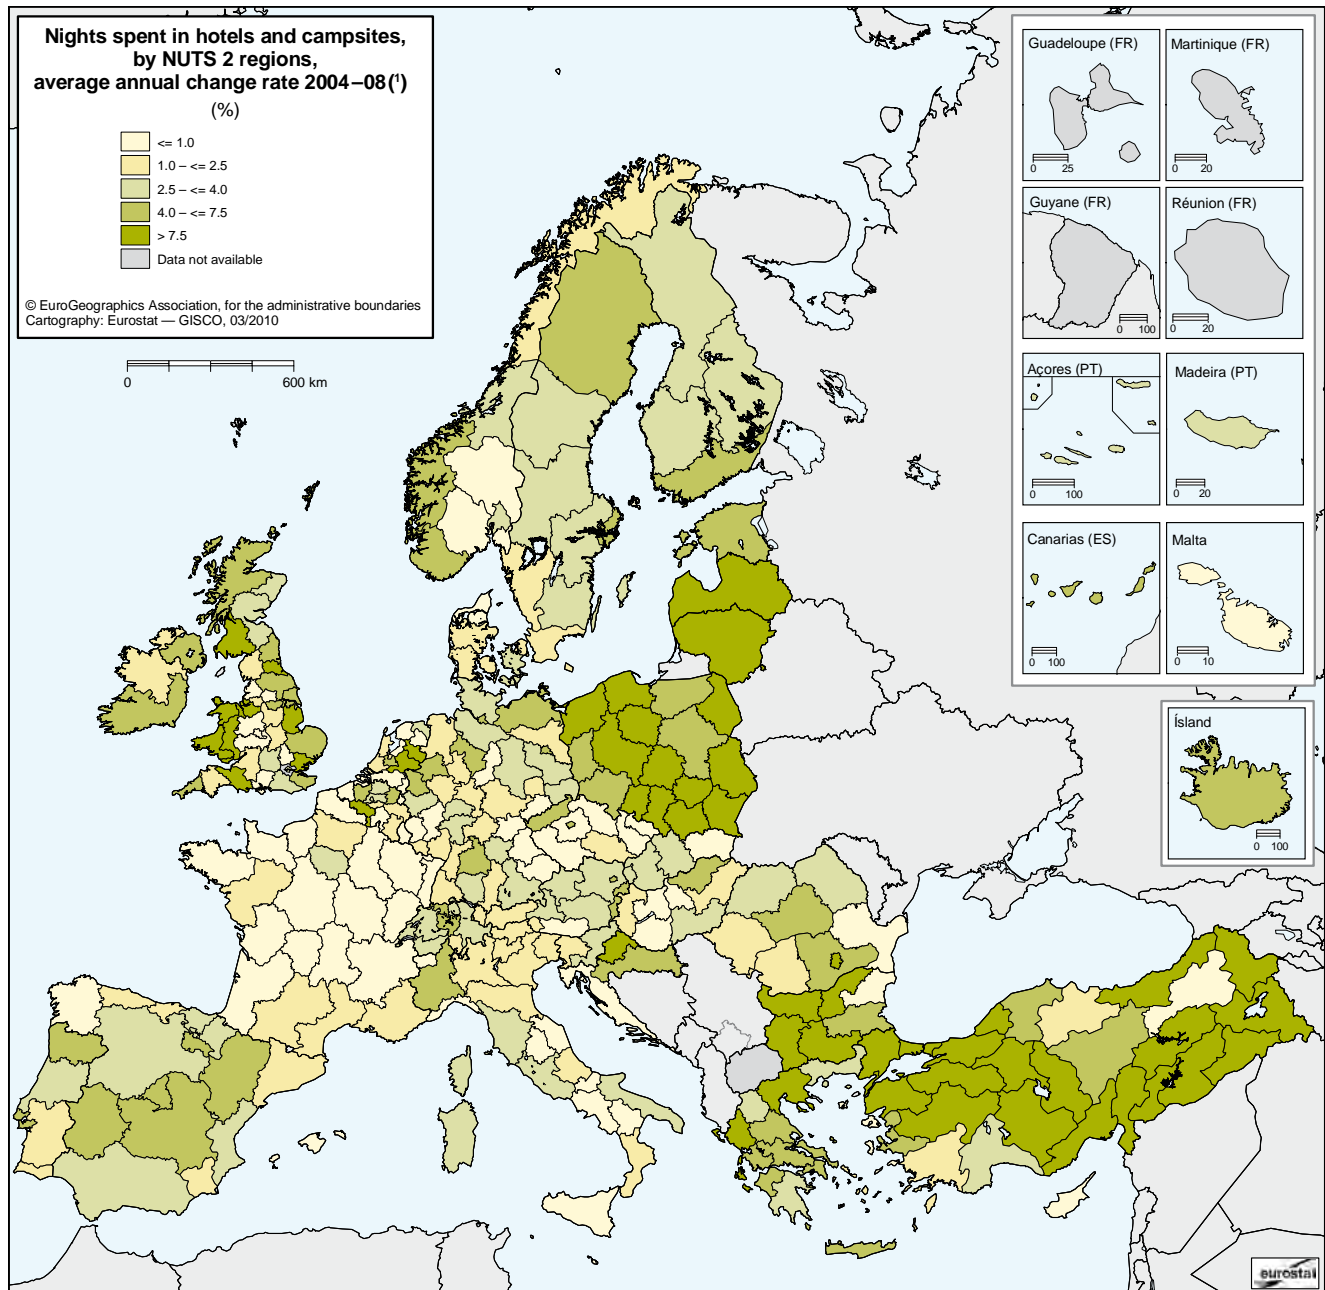 Nights spent in hotels and campsites,
by NUTS 2 regions,
average annual change rate 2004–08 (¹)
(%)
<= 1.0
1.0 – <= 2.5
2.5 – <= 4.0
4.0 – <= 7.5
> 7.5
Data not available
© EuroGeographics Association, for the administrative boundaries
Cartography: Eurostat — GISCO, 03/2010
0 600 km
Guadeloupe (FR)
0 25
Martinique (FR)
0 20
Guyane (FR)
0 100
Réunion (FR)
0 20
Açores (PT)
0 100
Madeira (PT)
0 20
Canarias (ES)
0 100
Malta
0 10
Ísland
0 100
eurostat